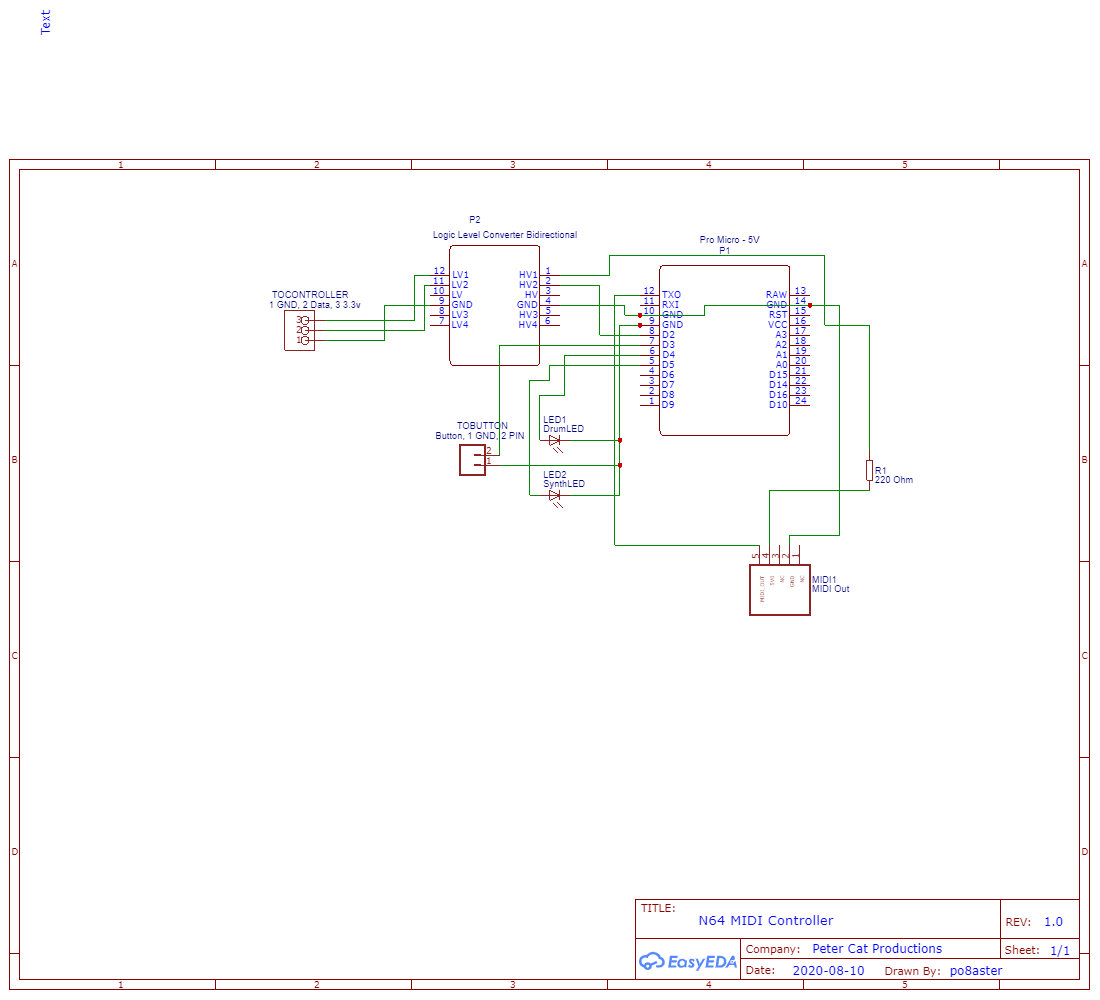 Text
1 2 3 4 5
A A
B B
C C
D D
1 2 3 4 5
P2
Logic Level Converter Bidirectional
12 LV1
11 LV2
10 LV
9 GND
8 LV3
7 LV4
HV1 1
HV2 2
HV 3
GND 4
HV3 5
HV4 6
TOCONTROLLER
1 GND, 2 Data, 3 3.3v
3
2
1
Pro Micro - 5V
P1
12 TXO
11 RXI
10 GND
9 GND
8 D2
7 D3
6 D4
5 D5
4 D6
3 D7
2 D8
1 D9
RAW 13
GND 14
RST 15
VCC 16
A3 17
A2 18
A1 19
A0 20
D15 21
D14 22
D16 23
D10 24
TOBUTTON
Button, 1 GND, 2 PIN
2
1
LED1
DrumLED
LED2
SynthLED
R1
220 Ohm
5 4 3 2 1
MIDI_OUT 5V0 NC GND NC
MIDI1
MIDI Out
TITLE:
N64 MIDI Controller
REV: 1.0
EasyEDA
Company: Peter Cat Productions
Sheet: 1/1
Date: 2020-08-10 Drawn By: po8aster